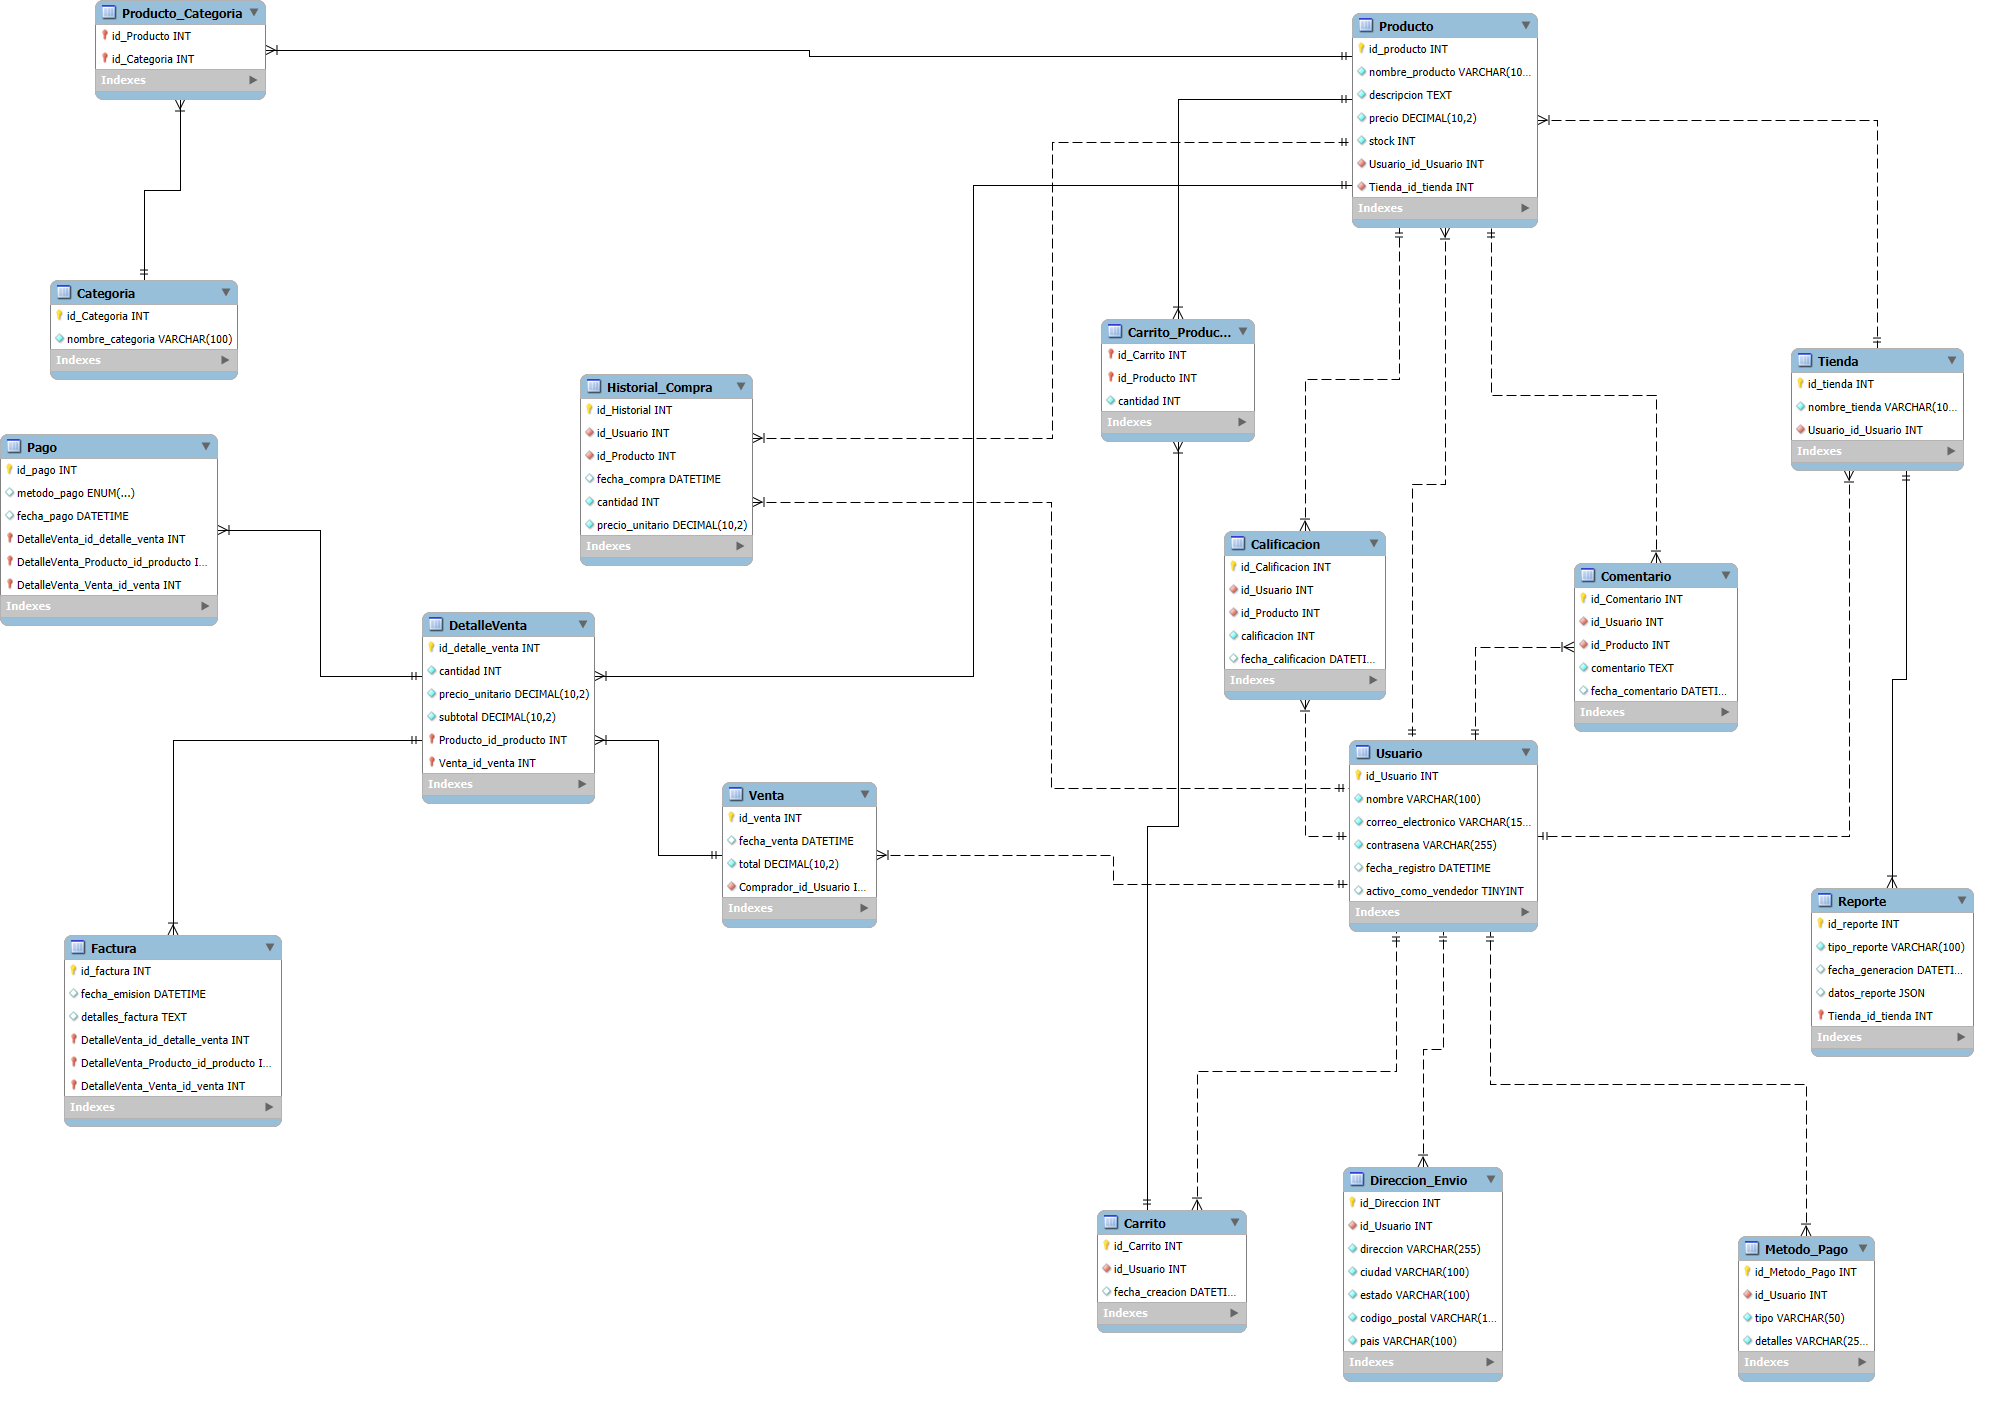 Producto_Categoria
id_Producto INT
id_Categoria INT
Indexes
Producto
id_producto INT
nombre_producto VARCHAR(10...
descripcion TEXT
precio DECIMAL(10,2)
stock INT
Usuario_id_Usuario INT
Tienda_id_tienda INT
Indexes
Categoria
id_Categoria INT
nombre_categoria VARCHAR(100)
Indexes
Carrito_Produc...
id_Carrito INT
id_Producto INT
cantidad INT
Indexes
Tienda
id_tienda INT
nombre_tienda VARCHAR(10...
Usuario_id_Usuario INT
Indexes
Historial_Compra
id_Historial INT
id_Usuario INT
id_Producto INT
fecha_compra DATETIME
cantidad INT
precio_unitario DECIMAL(10,2)
Indexes
Pago
id_pago INT
metodo_pago ENUM(...)
fecha_pago DATETIME
DetalleVenta_id_detalle_venta INT
DetalleVenta_Producto_id_producto I...
DetalleVenta_Venta_id_venta INT
Indexes
Calificacion
id_Calificacion INT
id_Usuario INT
id_Producto INT
calificacion INT
fecha_calificacion DATETI...
Indexes
Comentario
id_Comentario INT
id_Usuario INT
id_Producto INT
comentario TEXT
fecha_comentario DATETI...
Indexes
DetalleVenta
id_detalle_venta INT
cantidad INT
precio_unitario DECIMAL(10,2)
subtotal DECIMAL(10,2)
Producto_id_producto INT
Venta_id_venta INT
Indexes
Usuario
id_Usuario INT
nombre VARCHAR(100)
correo_electronico VARCHAR(15...
contrasena VARCHAR(255)
fecha_registro DATETIME
activo_como_vendedor TINYINT
Indexes
Venta
id_venta INT
fecha_venta DATETIME
total DECIMAL(10,2)
Comprador_id_Usuario I...
Indexes
Reporte
id_reporte INT
tipo_reporte VARCHAR(100)
fecha_generacion DATETI...
datos_reporte JSON
Tienda_id_tienda INT
Indexes
Factura
id_factura INT
fecha_emision DATETIME
detalles_factura TEXT
DetalleVenta_id_detalle_venta INT
DetalleVenta_Producto_id_producto I...
DetalleVenta_Venta_id_venta INT
Indexes
Direccion_Envio
id_Direccion INT
id_Usuario INT
direccion VARCHAR(255)
ciudad VARCHAR(100)
estado VARCHAR(100)
codigo_postal VARCHAR(1...
pais VARCHAR(100)
Indexes
Carrito
id_Carrito INT
id_Usuario INT
fecha_creacion DATETI...
Indexes
Metodo_Pago
id_Metodo_Pago INT
id_Usuario INT
tipo VARCHAR(50)
detalles VARCHAR(25...
Indexes